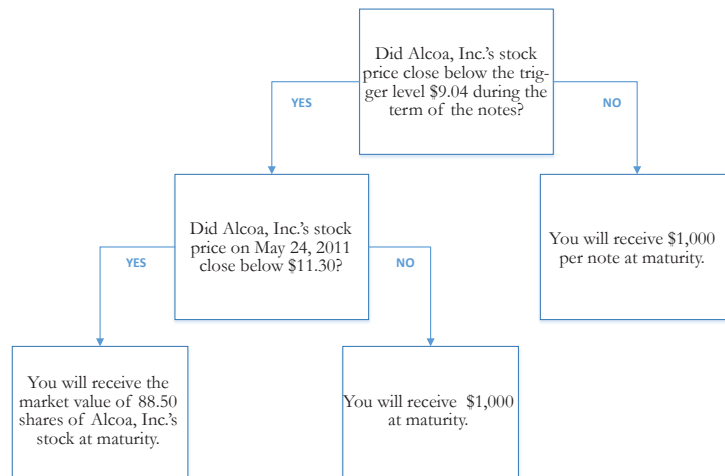 Did Alcoa, Inc.'s stock
price close below the trig-
ger level $9.04 during the
term of the notes?
YES
NO
Did Alcoa, Inc.'s stock
price on May 24, 2011
close below $11.30?
You will receive $1,000
per note at maturity.
YES
NO
You will receive the
market value of 88.50
shares of Alcoa, Inc.'s
stock at maturity.
You will receive $1,000
at maturity.